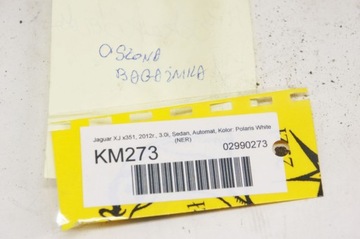 OSŁONA
BAGAŻNIKA
Jaguar XJ x351, 2012r., 3.0i, Sedan, Automat, Kolor: Polaris White
(NER)
KM273
02990273